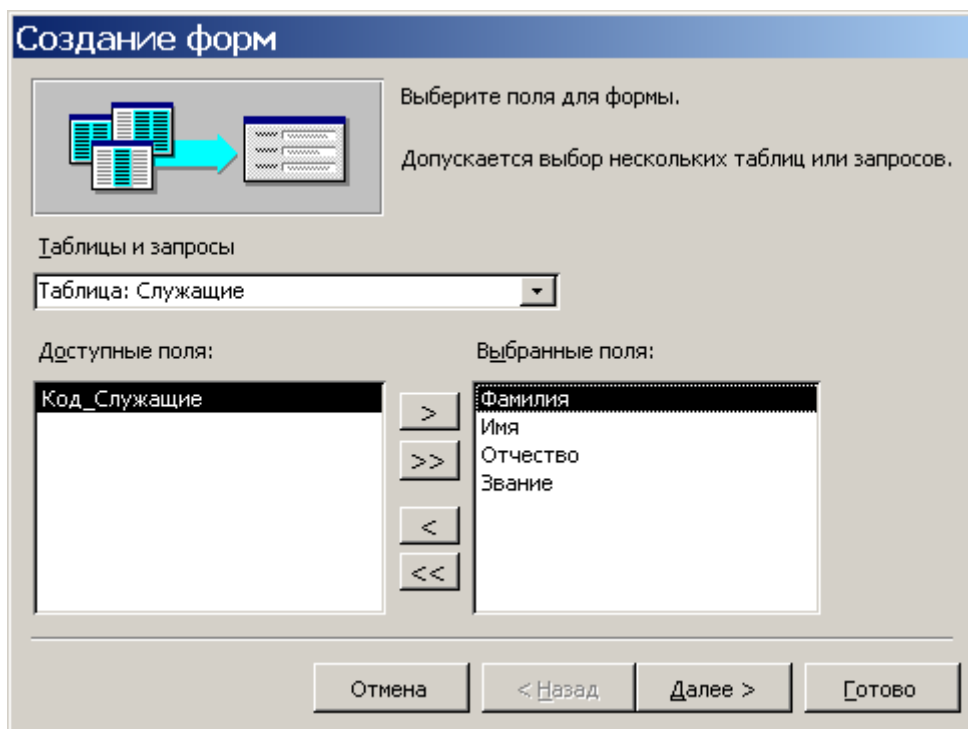 Создание форм
Выберите поля для формы.
Допускается выбор нескольких таблиц или запросов.
Таблицы и запросы
Таблица: Служащие
Доступные поля:
Выбранные поля:
Код_Служащие
>
>>
<
<<
Фамилия
Имя
Отчество
Звание
Отмена
< Назад
Далее >
Готово